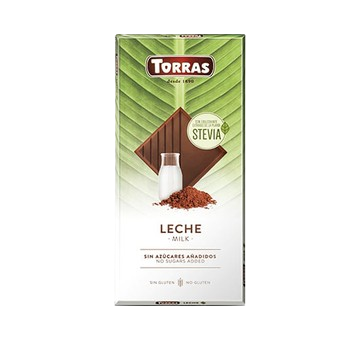 TORRAS
desde 1890
STEVIA
LECHE
· MILK ·
SIN AZÚCARES AÑADIDOS
NO SUGARS ADDED
SIN GLUTEN
NO GLUTEN